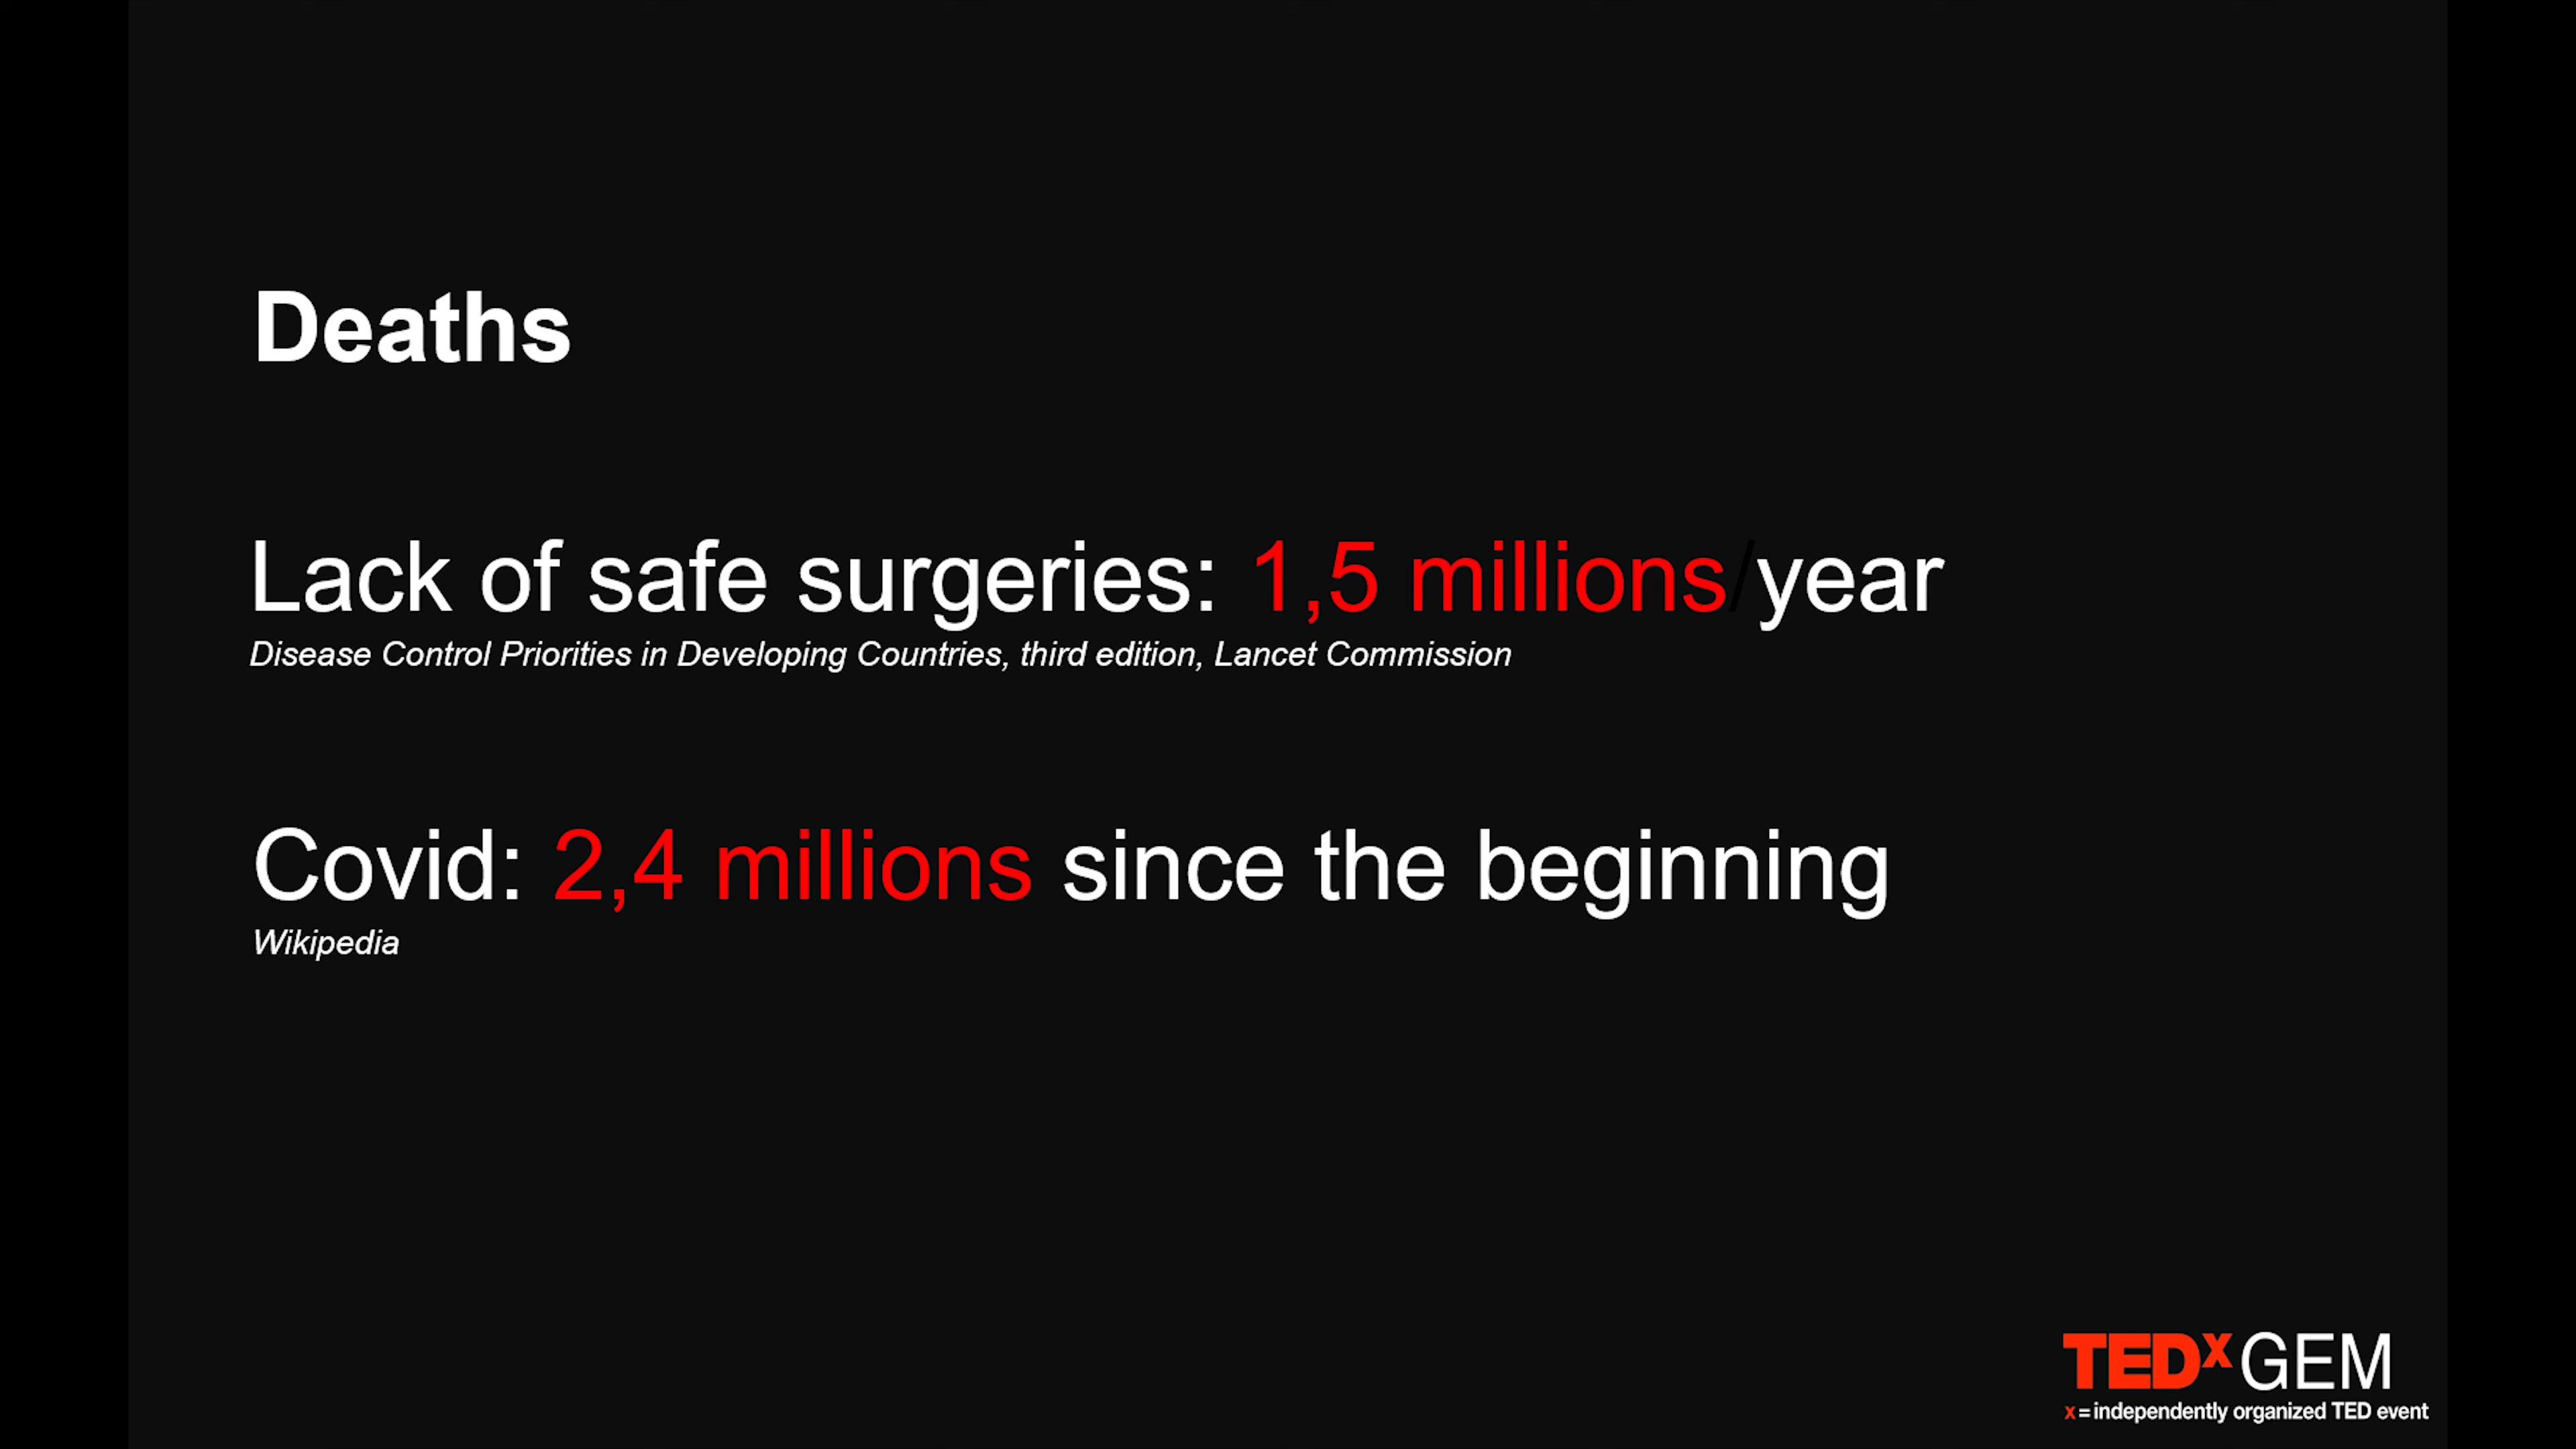 Deaths
Lack of safe surgeries: 1,5 millions/year
Disease Control Priorities in Developing Countries, third edition, Lancet Commission
Covid: 2,4 millions since the beginning
Wikipedia
TEDxGEM
x=independently organized TED event